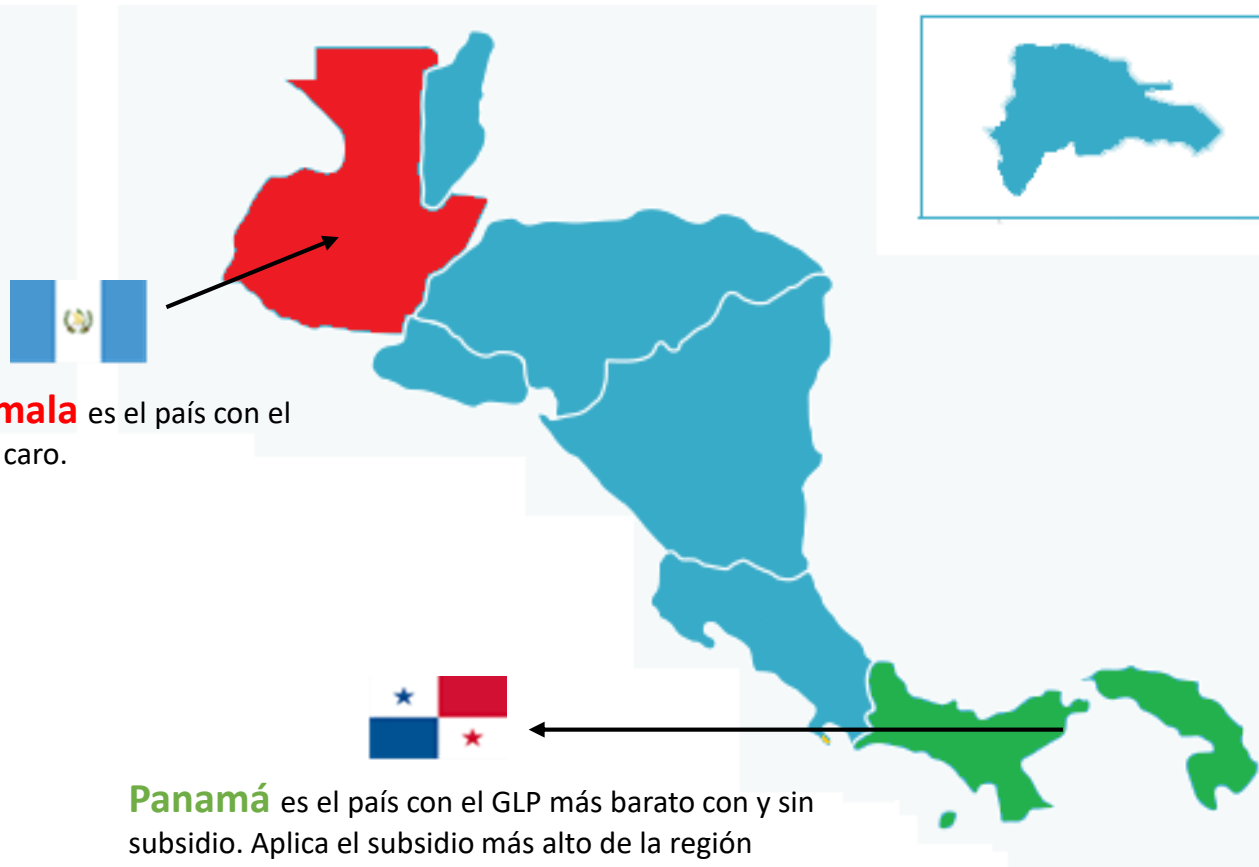 mala es el país con el
caro.
Panamá es el país con el GLP más barato con y sin
subsidio. Aplica el subsidio más alto de la región